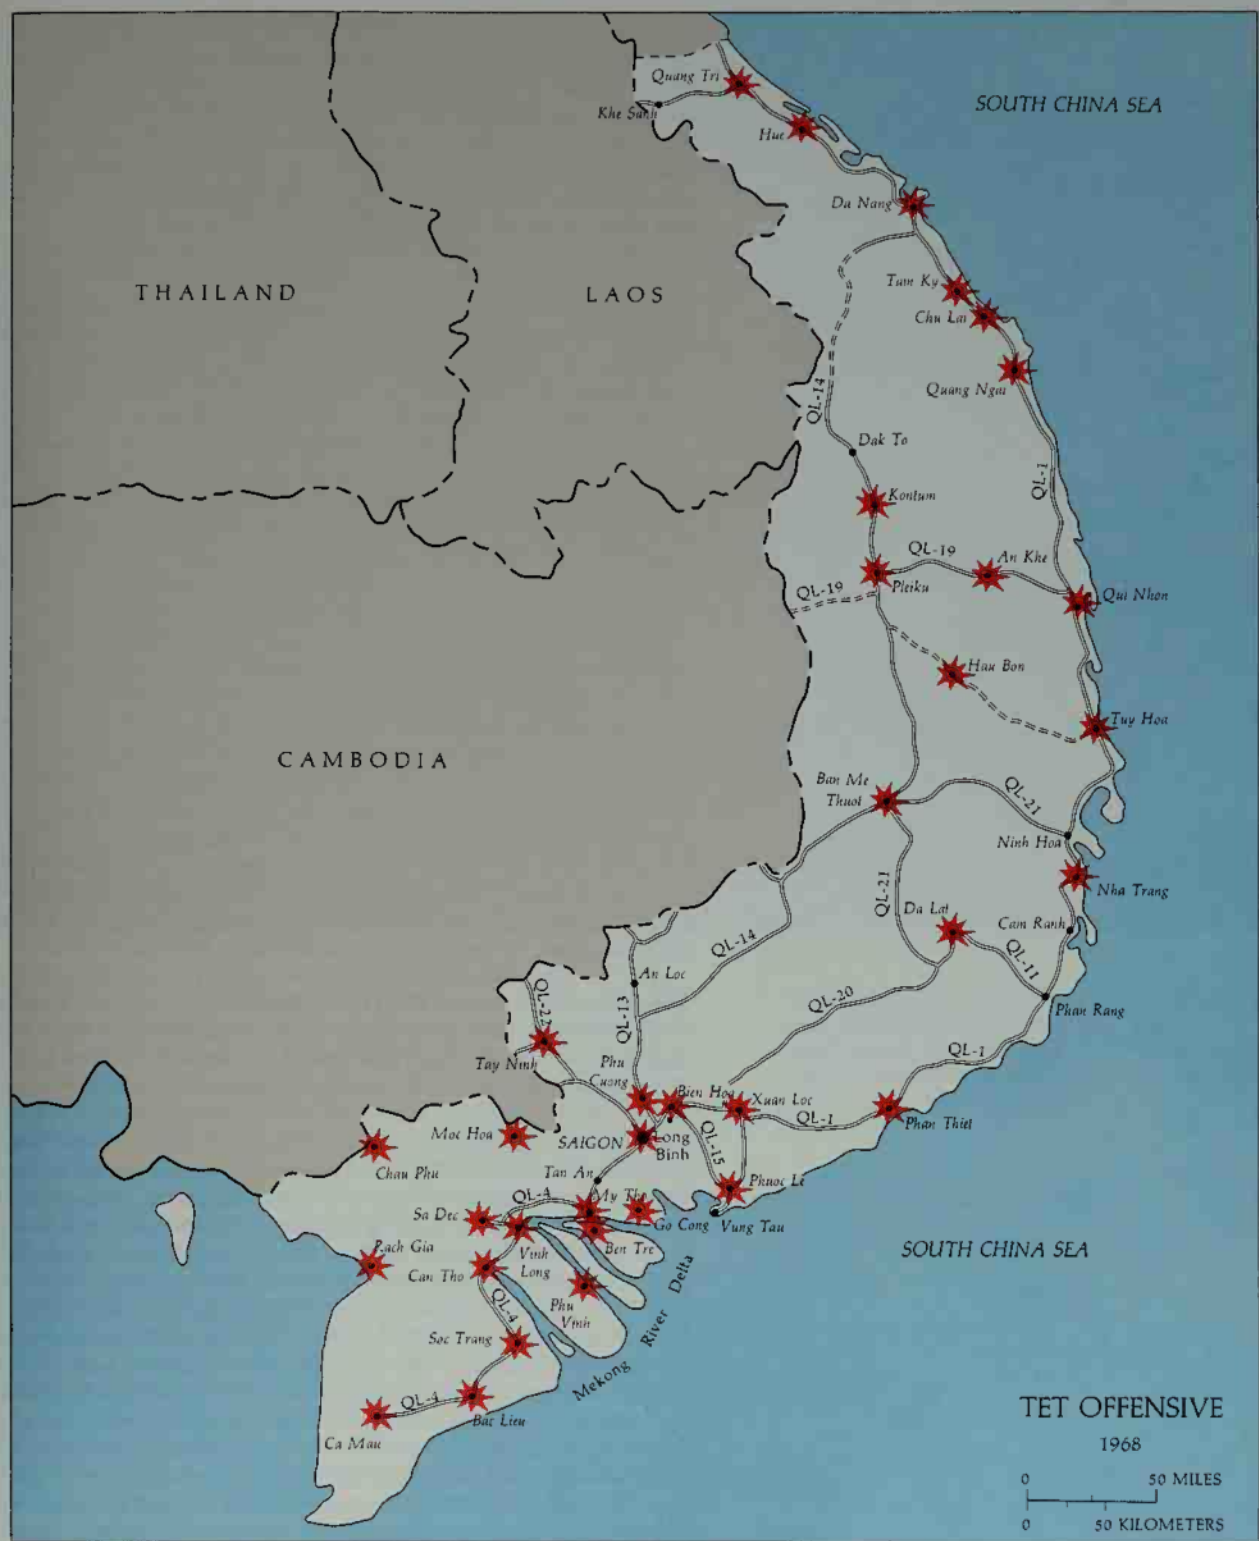 Quang Tri
SOUTH CHINA SEA
Khe Sanh
Hue
Da Nang
THAILAND
LAOS
Tam Ky
Chu Lai
Quang Ngai
QL-14
Dak To
QL-1
Kontum
QL-19
An Khe
QL-19
Pleiku
Qui Nhon
Hau Bon
Tuy Hoa
CAMBODIA
Ban Me
Thuot
QL-21
Ninh Hoa
Nha Trang
QL-21
Da Lat
Cam Ranh
QL-14
QL-11
An Loc
QL-22
QL-13
QL-20
Phan Rang
QL-1
Tay Ninh
Phu
Cuong
Bien Hoa
Xuan Loc
QL-1
Phan Thiet
Moc Hoa
SAIGON
Long
Binh
QL-15
Chau Phu
Tan An
Phuoc Le
QL-4
My Tho
Sa Dec
Go Cong
Vung Tau
Rach Gia
Ben Tre
Vinh
Long
Can Tho
SOUTH CHINA SEA
Phu
Vinh
QL-4
Mekong River Delta
Soc Trang
QL-4
Bac Lieu
Ca Mau
TET OFFENSIVE
1968
0 50 MILES
0 50 KILOMETERS